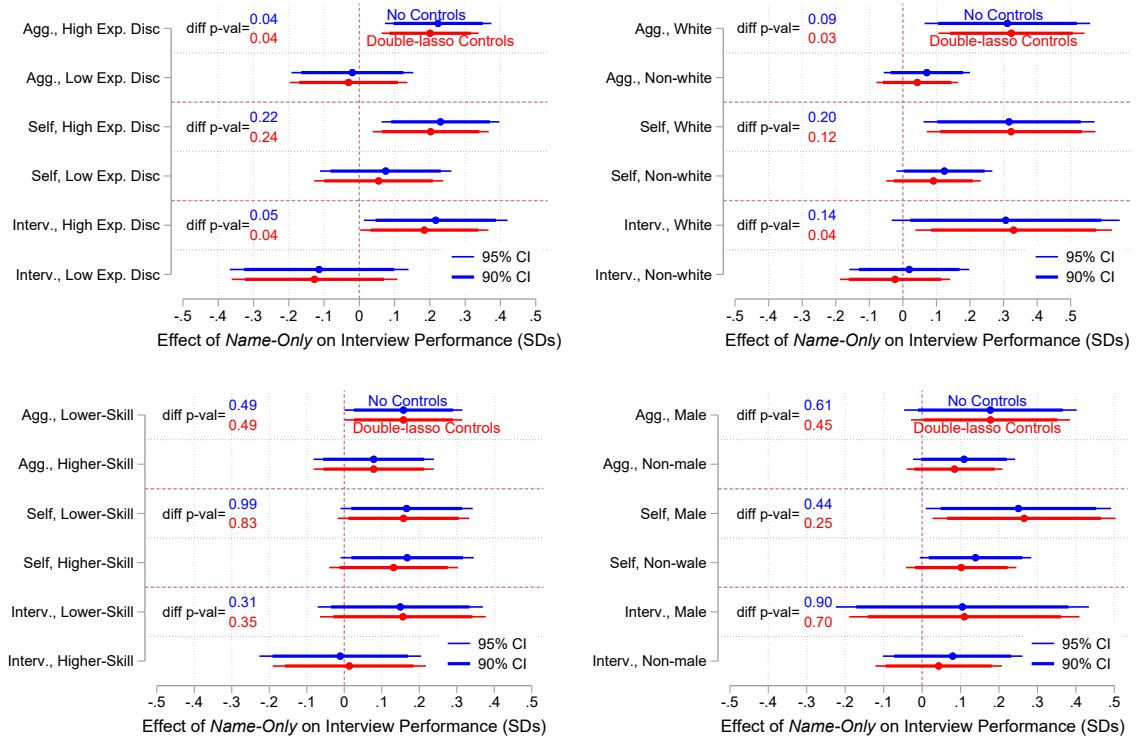 Agg., High Exp. Disc
diff p-val=
0.04
0.04
No Controls
Double-lasso Controls
Agg., Low Exp. Disc
Self, High Exp. Disc
diff p-val=
0.22
0.24
Self, Low Exp. Disc
Interv., High Exp. Disc
diff p-val=
0.05
0.04
Interv., Low Exp. Disc
95% CI
90% CI
-.5 -.4 -.3 -.2 -.1 0 .1 .2 .3 .4 .5
Effect of Name-Only on Interview Performance (SDs)
Agg., White
diff p-val=
0.09
0.03
No Controls
Double-lasso Controls
Agg., Non-white
Self, White
diff p-val=
0.20
0.12
Self, Non-white
Interv., White
diff p-val=
0.14
0.04
Interv., Non-white
95% CI
90% CI
-.5 -.4 -.3 -.2 -.1 0 .1 .2 .3 .4 .5
Effect of Name-Only on Interview Performance (SDs)
Agg., Lower-Skill
diff p-val=
0.49
0.49
No Controls
Double-lasso Controls
Agg., Higher-Skill
Self, Lower-Skill
diff p-val=
0.99
0.83
Self, Higher-Skill
Interv., Lower-Skill
diff p-val=
0.31
0.35
Interv., Higher-Skill
95% CI
90% CI
-.5 -.4 -.3 -.2 -.1 0 .1 .2 .3 .4 .5
Effect of Name-Only on Interview Performance (SDs)
Agg., Male
diff p-val=
0.61
0.45
No Controls
Double-lasso Controls
Agg., Non-male
Self, Male
diff p-val=
0.44
0.25
Self, Non-wale
Interv., Male
diff p-val=
0.90
0.70
Interv., Non-male
95% CI
90% CI
-.5 -.4 -.3 -.2 -.1 0 .1 .2 .3 .4 .5
Effect of Name-Only on Interview Performance (SDs)